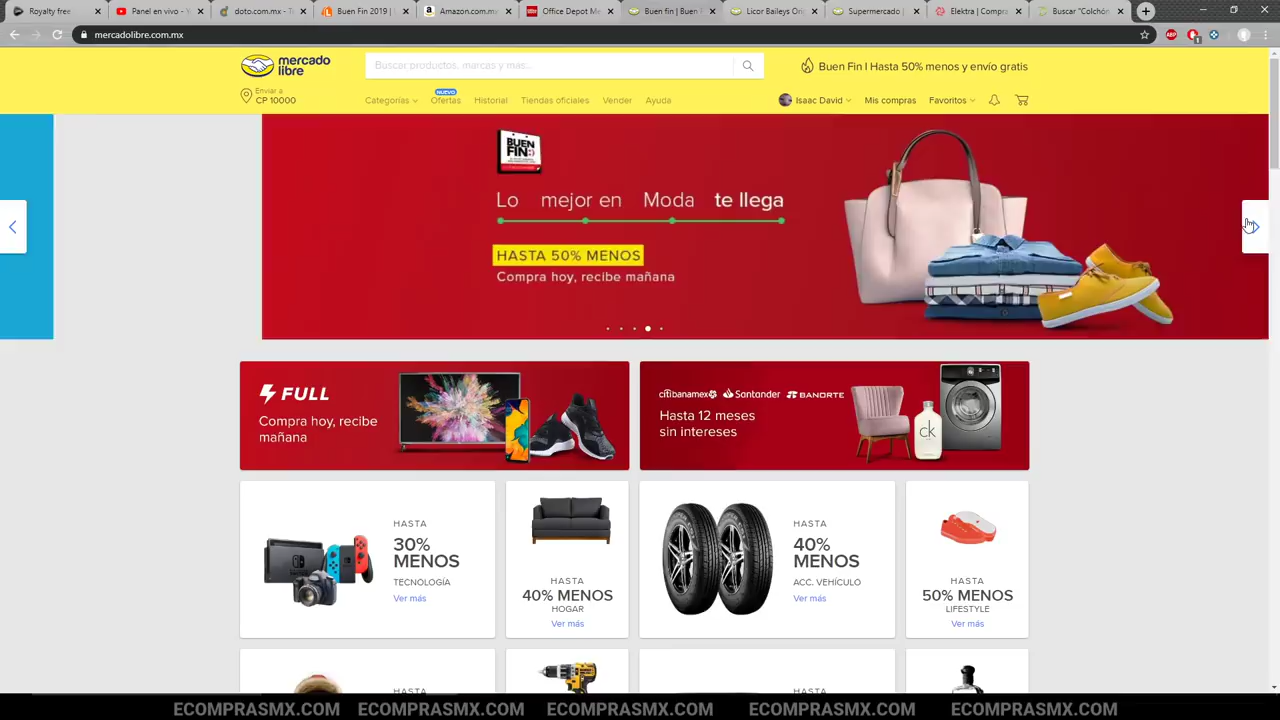 Royalty free
Panel en vivo - Y
doto.com.mx - T
Buen Fin 2019 |
Amazon.com.mx
Office Depot Me
Buen fin | Buen
Licor Baileys Ori
Supermercado |
Elektra | Compra
Buscar "Colchón
mercadolibre.com.mx
mercado
libre
Buscar productos, marcas y más...
Buen Fin | Hasta 50% menos y envío gratis
Enviar a
CP 10000
Categorías
NUEVO
Ofertas
Historial
Tiendas oficiales
Vender
Ayuda
Isaac David
Mis compras
Favoritos
BUEN
FIN
Lo mejor en Moda te llega
HASTA 50% MENOS
Compra hoy, recibe mañana
FULL
Compra hoy, recibe
mañana
citibanamex Santander BANORTE
Hasta 12 meses
sin intereses
ck
HASTA
30%
MENOS
TECNOLOGÍA
Ver más
HASTA
40% MENOS
HOGAR
Ver más
HASTA
40%
MENOS
ACC. VEHÍCULO
Ver más
HASTA
50% MENOS
LIFESTYLE
Ver más
HASTA
HASTA
ECOMPRASMX.COM ECOMPRASMX.COM ECOMPRASMX.COM ECOMPRASMX.COM ECOMPRASMX.COM